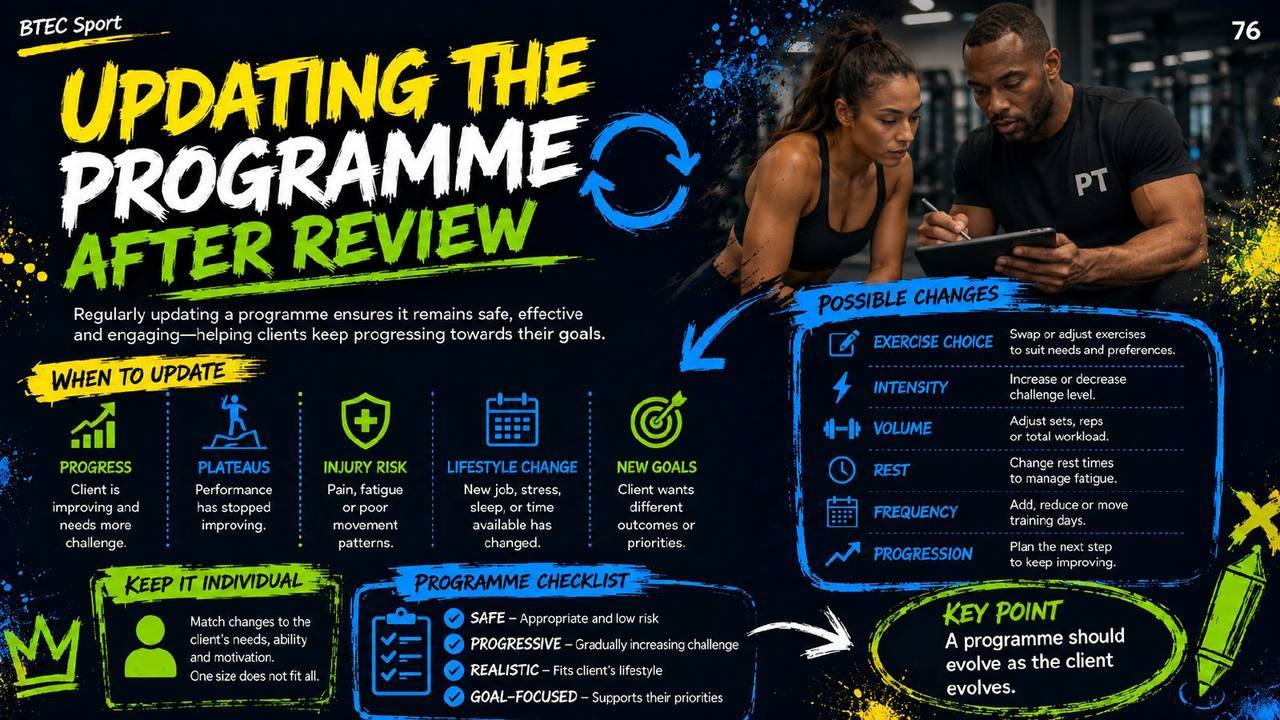 BTEC Sport
76
UPDATING THE
PROGRAMME
AFTER REVIEW
PT
Regularly updating a programme ensures it remains safe, effective
and engaging—helping clients keep progressing towards their goals.
WHEN TO UPDATE
PROGRESS
Client is
improving and
needs more
challenge.
PLATEAUS
Performance
has stopped
improving.
INJURY RISK
Pain, fatigue
or poor
movement
patterns.
LIFESTYLE CHANGE
New job, stress,
sleep, or time
available has
changed.
NEW GOALS
Client wants
different
outcomes or
priorities.
POSSIBLE CHANGES
EXERCISE CHOICE
Swap or adjust exercises
to suit needs and preferences.
INTENSITY
Increase or decrease
challenge level.
VOLUME
Adjust sets, reps
or total workload.
REST
Change rest times
to manage fatigue.
FREQUENCY
Add, reduce or move
training days.
PROGRESSION
Plan the next step
to keep improving.
KEEP IT INDIVIDUAL
Match changes to the
client's needs, ability
and motivation.
One size does not fit all.
PROGRAMME CHECKLIST
SAFE – Appropriate and low risk
PROGRESSIVE – Gradually increasing challenge
REALISTIC – Fits client's lifestyle
GOAL-FOCUSED – Supports their priorities
KEY POINT
A programme should
evolve as the client
evolves.